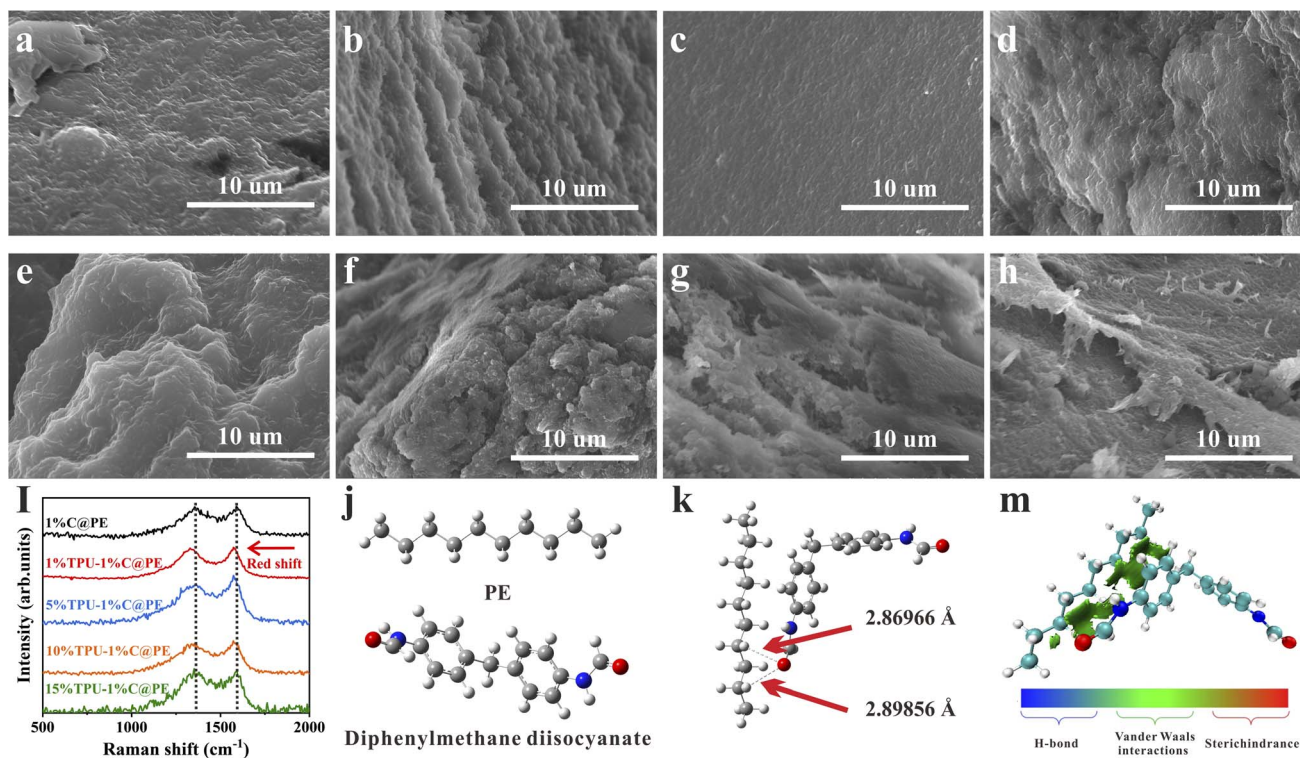 a
b
c
d
10 um
10 um
10 um
10 um
e
f
g
h
10 um
10 um
10 um
10 um
I
Intensity (arb.units)
1%C@PE
1%TPU-1%C@PE
Red shift
5%TPU-1%C@PE
10%TPU-1%C@PE
15%TPU-1%C@PE
500
1000
1500
2000
Raman shift (cm⁻¹)
j
PE
Diphenylmethane diisocyanate
k
2.86966 Å
2.89856 Å
m
H-bond
Vander Waals
interactions
Sterichindrance